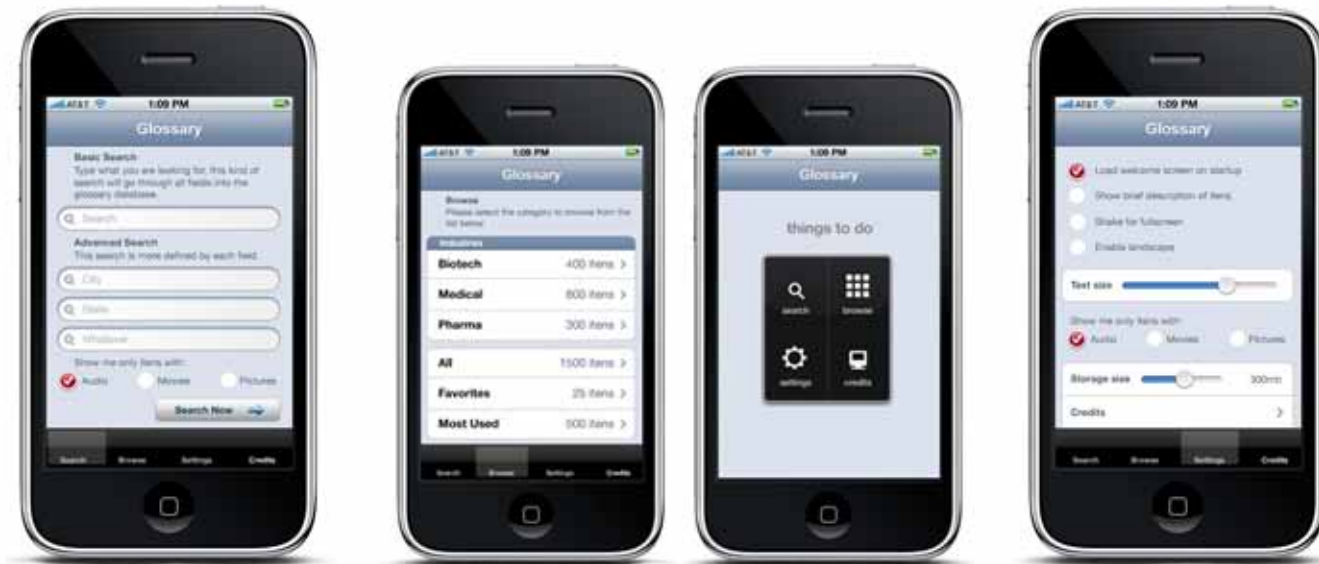 AT&T 1:09 PM
Glossary
Basic Search
Type what you are looking for, this kind of
search will go through all fields into the
glossary database.
Search
Advanced Search
This search is more defined by each field.
City
State
Whatever
Show me only items with:
Audio Movies Pictures
Search Now
Search Browse Settings Credits
AT&T 1:09 PM
Glossary
Browse
Please select the category to browse from the
list below.
Industries
Biotech 400 items >
Medical 800 items >
Pharma 300 items >
All 1500 items >
Favorites 25 items >
Most Used 500 items >
Search Browse Settings Credits
AT&T 1:09 PM
Glossary
things to do
search browse
settings credits
AT&T 1:09 PM
Glossary
Load welcome screen on startup
Show brief description of items
Shake for fullscreen
Enable landscape
Text size
Show me only items with:
Audio Movies Pictures
Storage size 300mb
Credits >
Search Browse Settings Credits